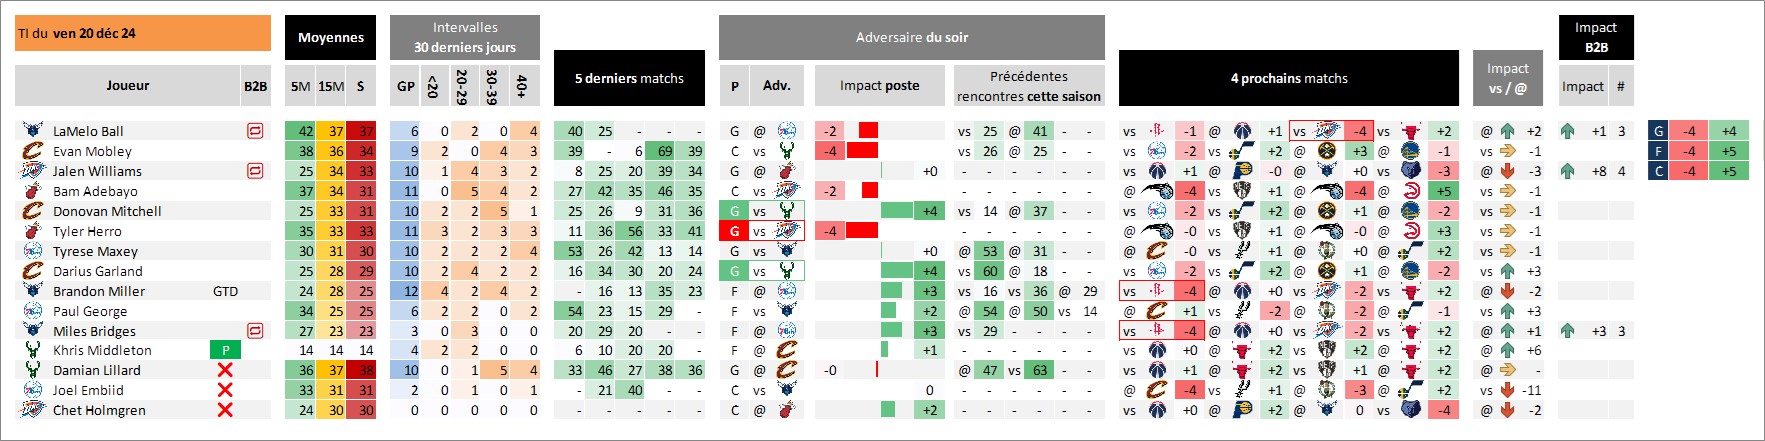 TI du ven 20 déc 24
Moyennes
Intervalles
30 derniers jours
5 derniers matchs
Adversaire du soir
4 prochains matchs
Impact
vs / @
Impact
B2B
Joueur B2B 5M 15M S GP <20 20-29 30-39 40+ P Adv. Impact poste Précédentes rencontres cette saison Impact #
LaMelo Ball 42 37 37 6 0 2 0 4 40 25 - - - G @ -2 vs 25 @ 41 - - vs -1 @ +1 vs -4 vs +2 @ +2 +1 3 G -4 +4
Evan Mobley 38 36 34 9 2 0 4 3 39 - 6 69 39 C vs -4 vs 26 @ 25 - - vs -2 vs +2 @ +3 @ -1 vs -1 F -4 +5
Jalen Williams 25 34 33 10 1 4 3 2 8 25 20 39 34 G @ +0 - - - - - - vs +1 @ -0 @ +0 vs -3 @ -3 +8 4 C -4 +5
Bam Adebayo 37 34 31 11 0 5 4 2 27 42 35 46 35 C vs -2 - - - - - - @ -4 vs +1 @ -4 @ +5 vs -1
Donovan Mitchell 25 33 31 10 2 2 5 1 25 26 9 31 36 G vs +4 vs 14 @ 37 - - vs -2 vs +2 @ +1 @ -2 vs -1
Tyler Herro 35 33 33 11 3 2 3 3 11 36 56 33 41 G vs -4 - - - - - - @ -0 vs +1 @ -0 @ +3 vs -1
Tyrese Maxey 30 31 30 10 2 2 2 4 53 26 42 13 14 G vs +0 @ 53 @ 31 - - @ -0 vs +1 @ +0 @ +2 vs -1
Darius Garland 25 28 29 10 2 4 2 2 16 34 30 20 24 G vs +4 vs 60 @ 18 - - vs -2 vs +2 @ +1 @ -2 vs +3
Brandon Miller GTD 24 28 25 12 4 2 4 2 - 16 13 35 23 F @ +3 vs 16 vs 36 @ 29 vs -4 @ +0 vs -2 vs +2 @ -2
Paul George 34 25 25 10 4 2 2 2 54 23 15 29 - F vs +2 @ 54 @ 50 vs 14 @ +1 vs -2 @ -2 @ -1 vs +3
Miles Bridges 27 23 23 3 0 3 0 0 - - - - - F @ +3 vs 29 - - - - vs -4 @ +0 vs -2 vs +2 @ +1 +3 3
Khris Middleton P 14 14 14 4 2 2 0 0 6 10 20 20 - F @ +1 - - - - - - vs +0 @ +2 vs +2 @ +2 @ +6
Damian Lillard 36 37 38 10 0 1 5 4 33 46 27 38 36 G @ -0 @ 47 vs 63 - - vs +1 @ +2 vs +2 @ +2 @ -
Joel Embiid 33 31 31 2 0 1 0 1 - 21 40 - - C vs 0 - - - - - - @ -4 vs +1 @ -3 @ +2 vs -11
Chet Holmgren 24 30 30 0 0 0 0 0 - - - - - C @ +2 - - - - - - vs +0 @ +2 @ 0 vs -4 @ -2